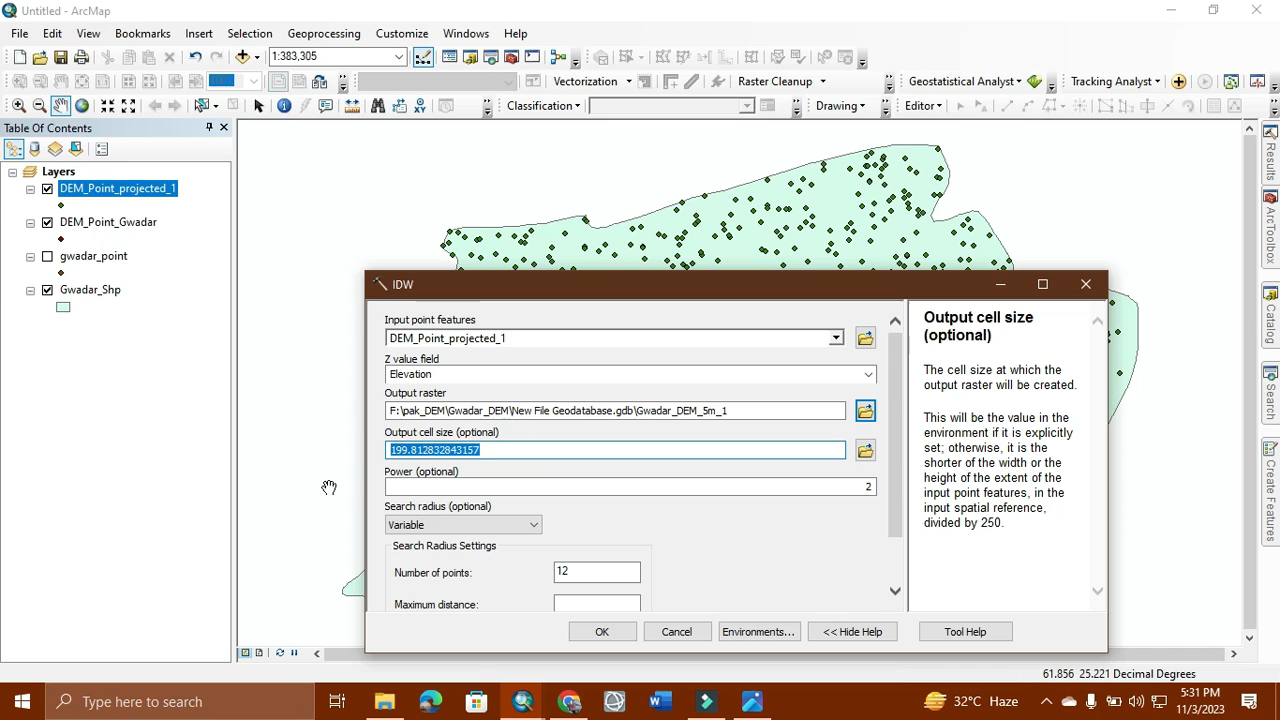 Untitled - ArcMap
File Edit View Bookmarks Insert Selection Geoprocessing Customize Windows Help
1:383,305
Vectorization Raster Cleanup Geostatistical Analyst Tracking Analyst
Classification Drawing Editor
Table Of Contents
Layers
DEM_Point_projected_1
DEM_Point_Gwadar
gwadar_point
Gwadar_Shp
IDW
Input point features
DEM_Point_projected_1
Z value field
Elevation
Output raster
F:\pak_DEM\Gwadar_DEM\New File Geodatabase.gdb\Gwadar_DEM_5m_1
Output cell size (optional)
199.812832843157
Power (optional)
2
Search radius (optional)
Variable
Search Radius Settings
Number of points: 12
Maximum distance:
OK Cancel Environments... << Hide Help Tool Help
Output cell size
(optional)
The cell size at which the
output raster will be created.
This will be the value in the
environment if it is explicitly
set; otherwise, it is the
shorter of the width or the
height of the extent of the
input point features, in the
input spatial reference,
divided by 250.
Results
ArcToolbox
Catalog
Search
Create Features
61.856 25.221 Decimal Degrees
Type here to search
32°C Haze
5:31 PM
11/3/2023